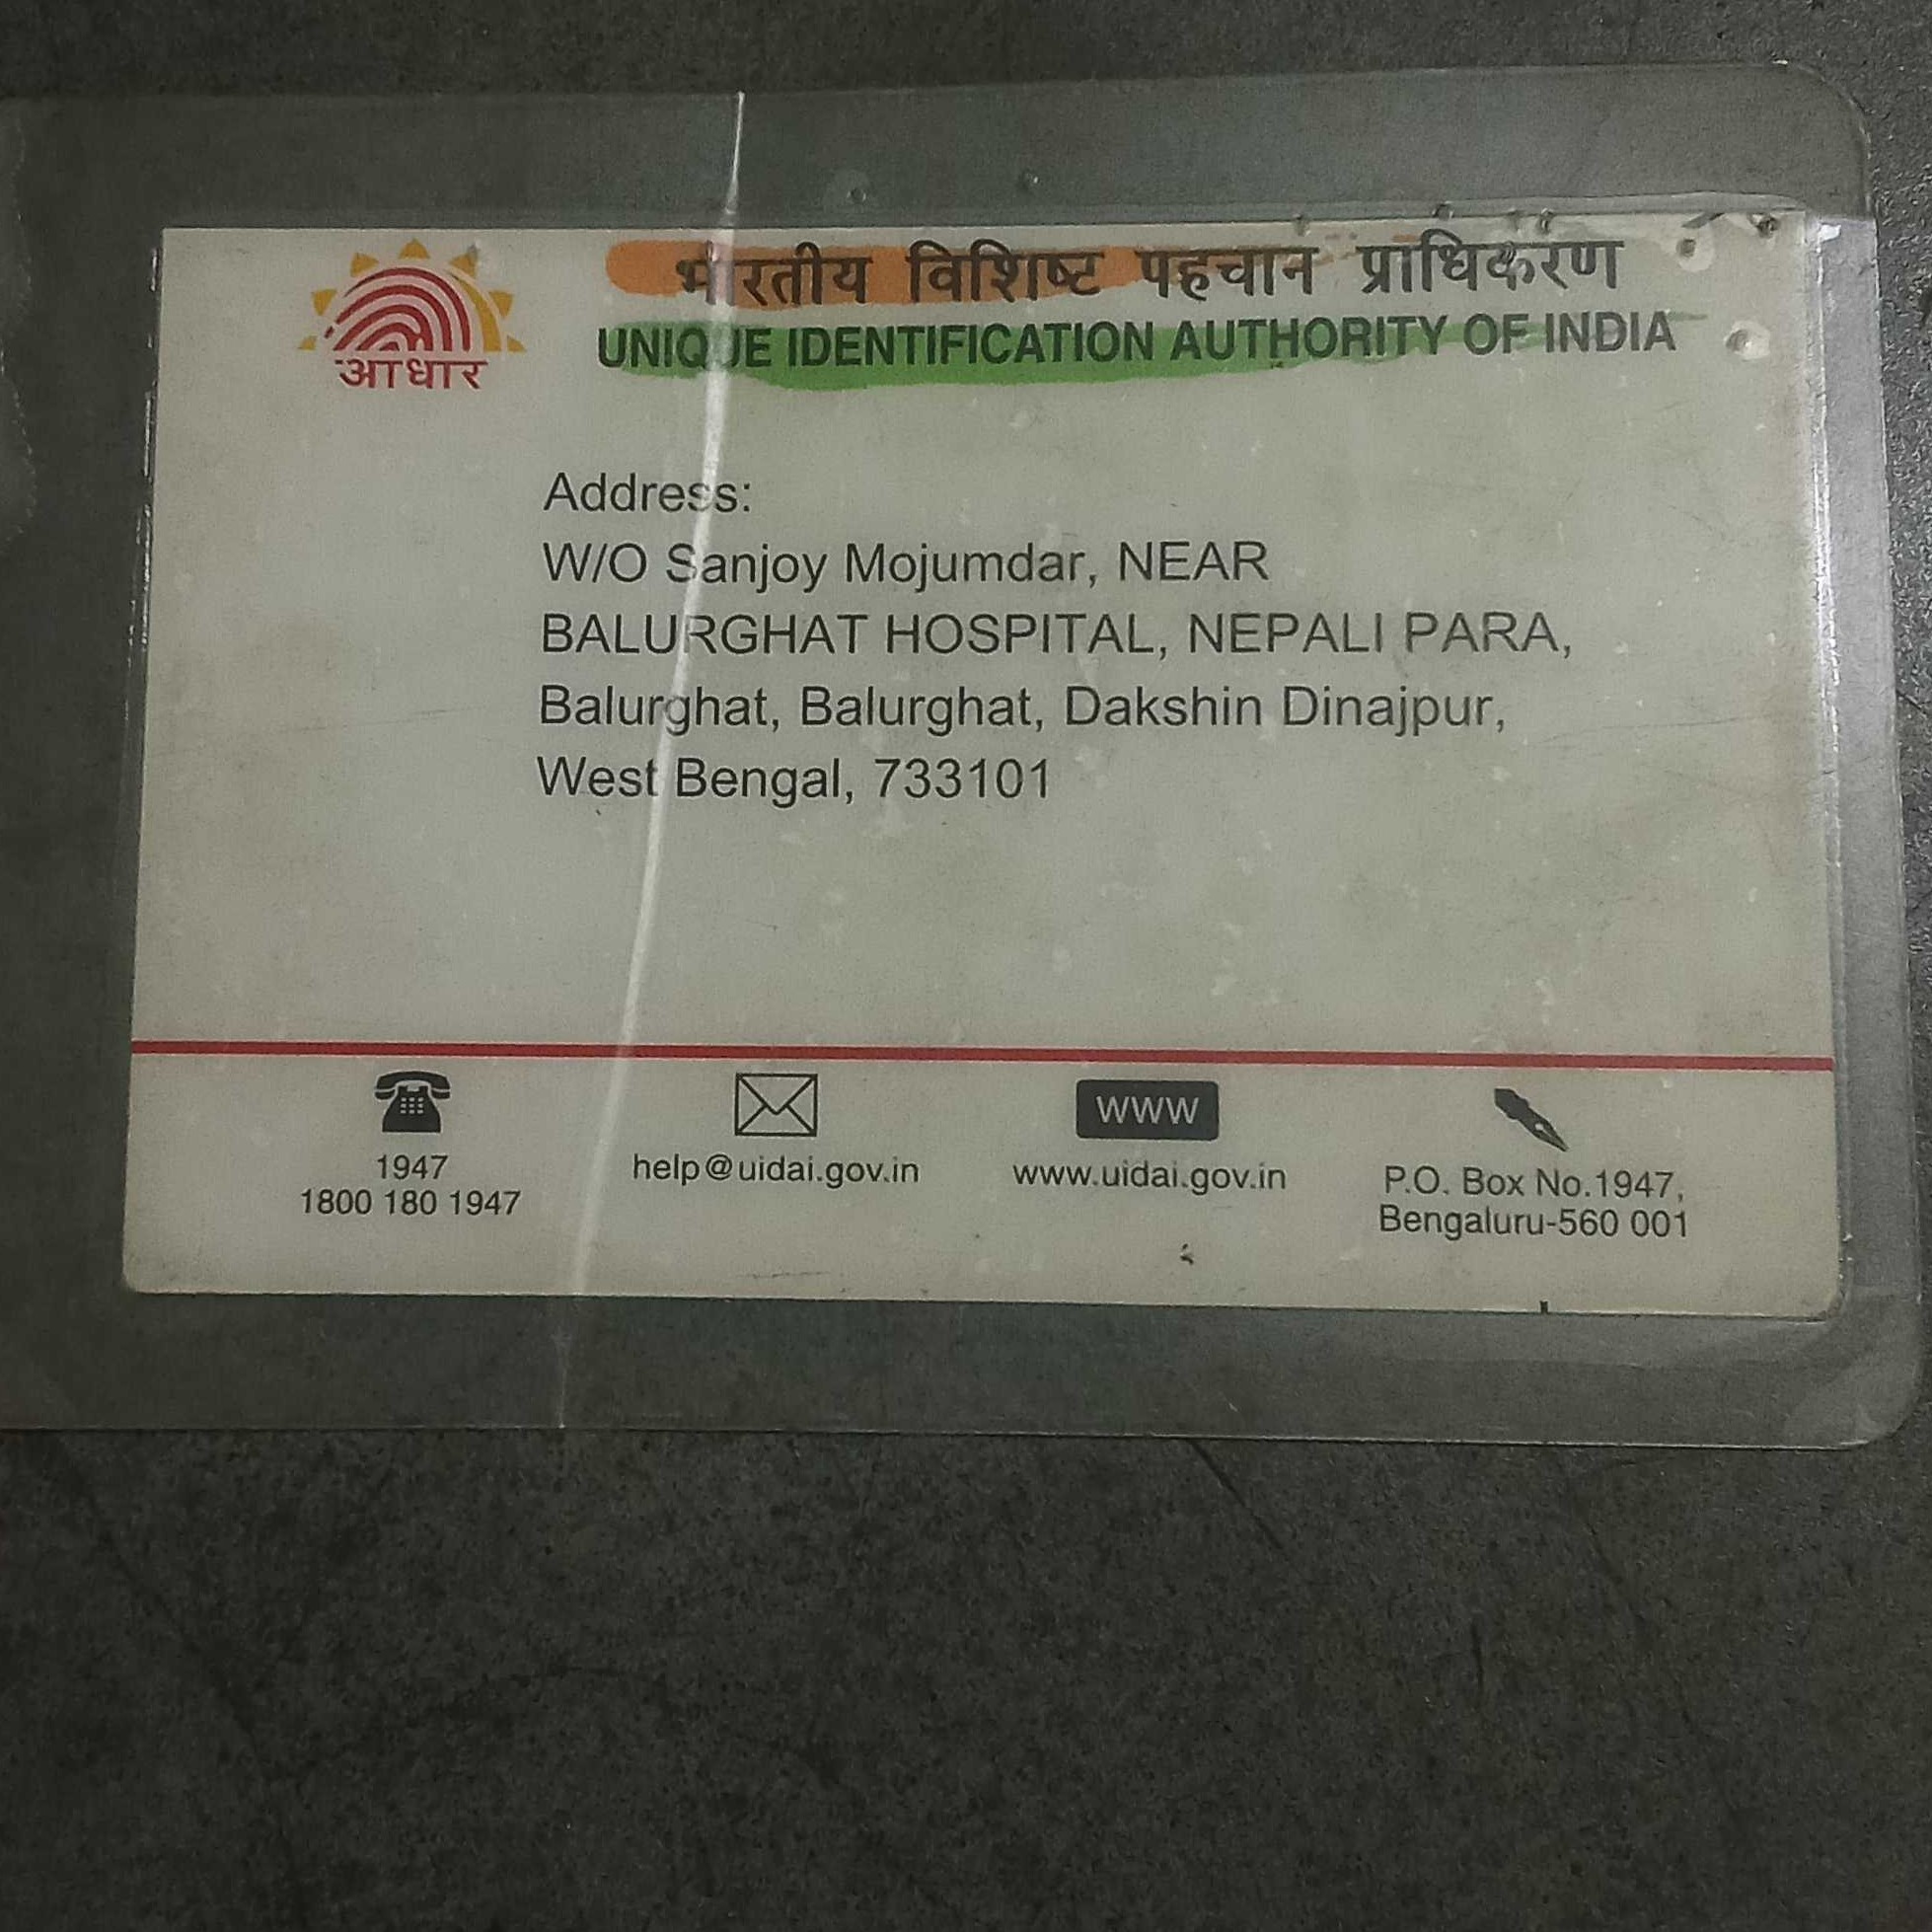 आधार
भारतीय विशिष्ट पहचान प्राधिकरण
UNIQUE IDENTIFICATION AUTHORITY OF INDIA
Address:
W/O Sanjoy Mojumdar, NEAR
BALURGHAT HOSPITAL, NEPALI PARA,
Balurghat, Balurghat, Dakshin Dinajpur,
West Bengal, 733101
1947
1800 180 1947
help@uidai.gov.in
WWW
www.uidai.gov.in
P.O. Box No.1947,
Bengaluru-560 001